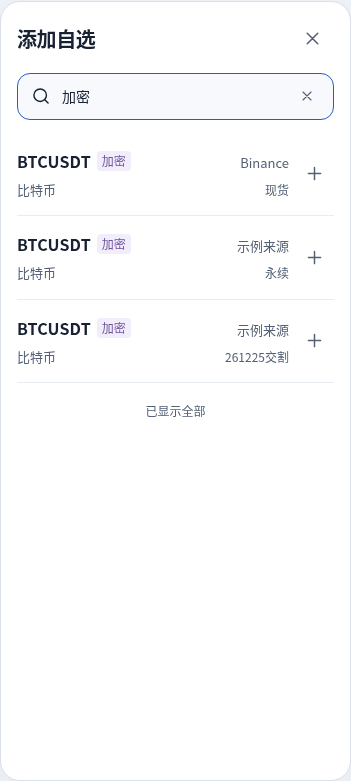 添加自选
加密
BTCUSDT 加密 Binance
比特币 现货
BTCUSDT 加密 示例来源
比特币 永续
BTCUSDT 加密 示例来源
比特币 261225交割
已显示全部